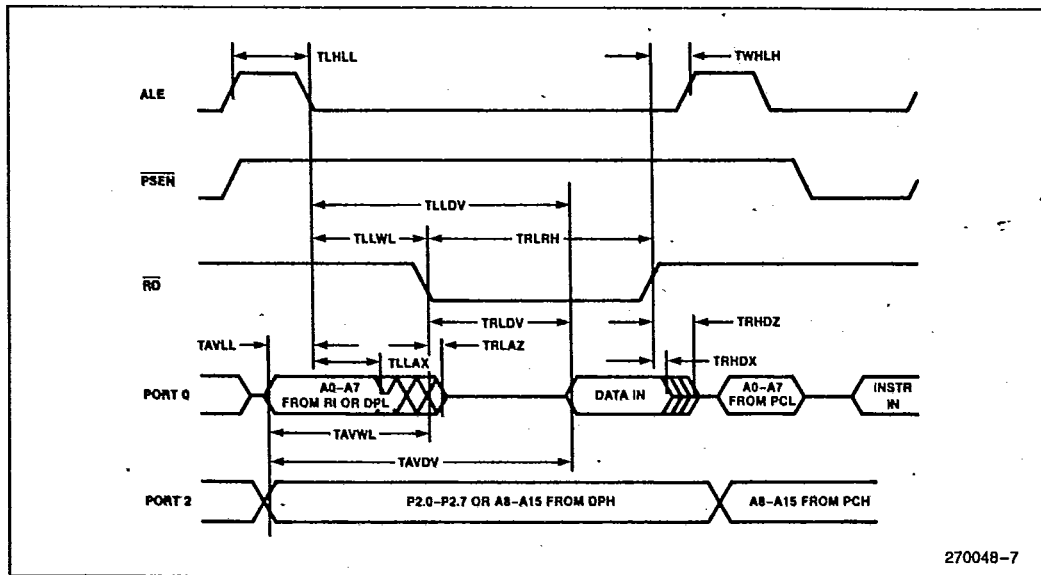 TLHLL
TWHLH
ALE
PSEN
TLLDV
TLLWL
TRLRH
RD
TRLDV
TRHDZ
TAVLL
TRLAZ
TLLAX
TRHDX
PORT 0
A0–A7
FROM RI OR DPL
DATA IN
A0–A7
FROM PCL
INSTR
IN
TAVWL
TAVDV
PORT 2
P2.0–P2.7 OR A8–A15 FROM DPH
A8–A15 FROM PCH
270048–7